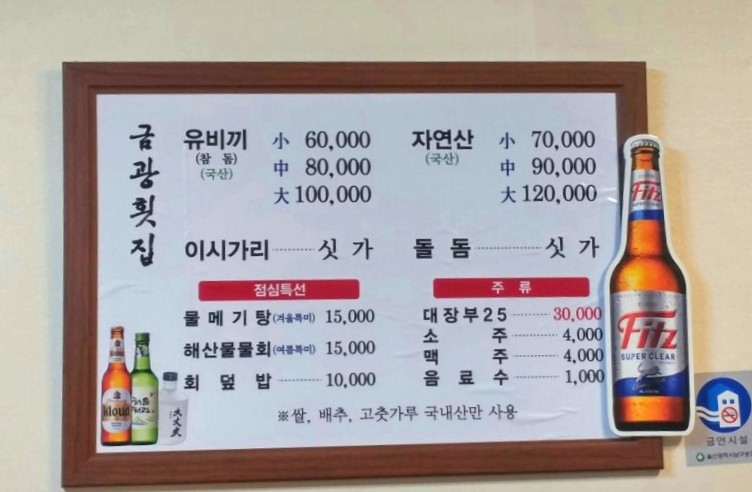 금광횟집
유비끼 小 60,000
(참 돔) 中 80,000
(국산)
大 100,000
자연산 小 70,000
(국산) 中 90,000
大 120,000
이시가리 싯 가
돌 돔 싯 가
점심특선
물 메 기 탕 (겨울특미) 15,000
해산물물회 (여름특미) 15,000
회 덮 밥 10,000
주 류
대장부25 30,000
소 주 4,000
맥 주 4,000
음 료 수 1,000
※쌀, 배추, 고춧가루 국내산만 사용
Kloud
大丈夫
Fitz
SUPER CLEAR
Fitz
SUPER CLEAR
금연시설